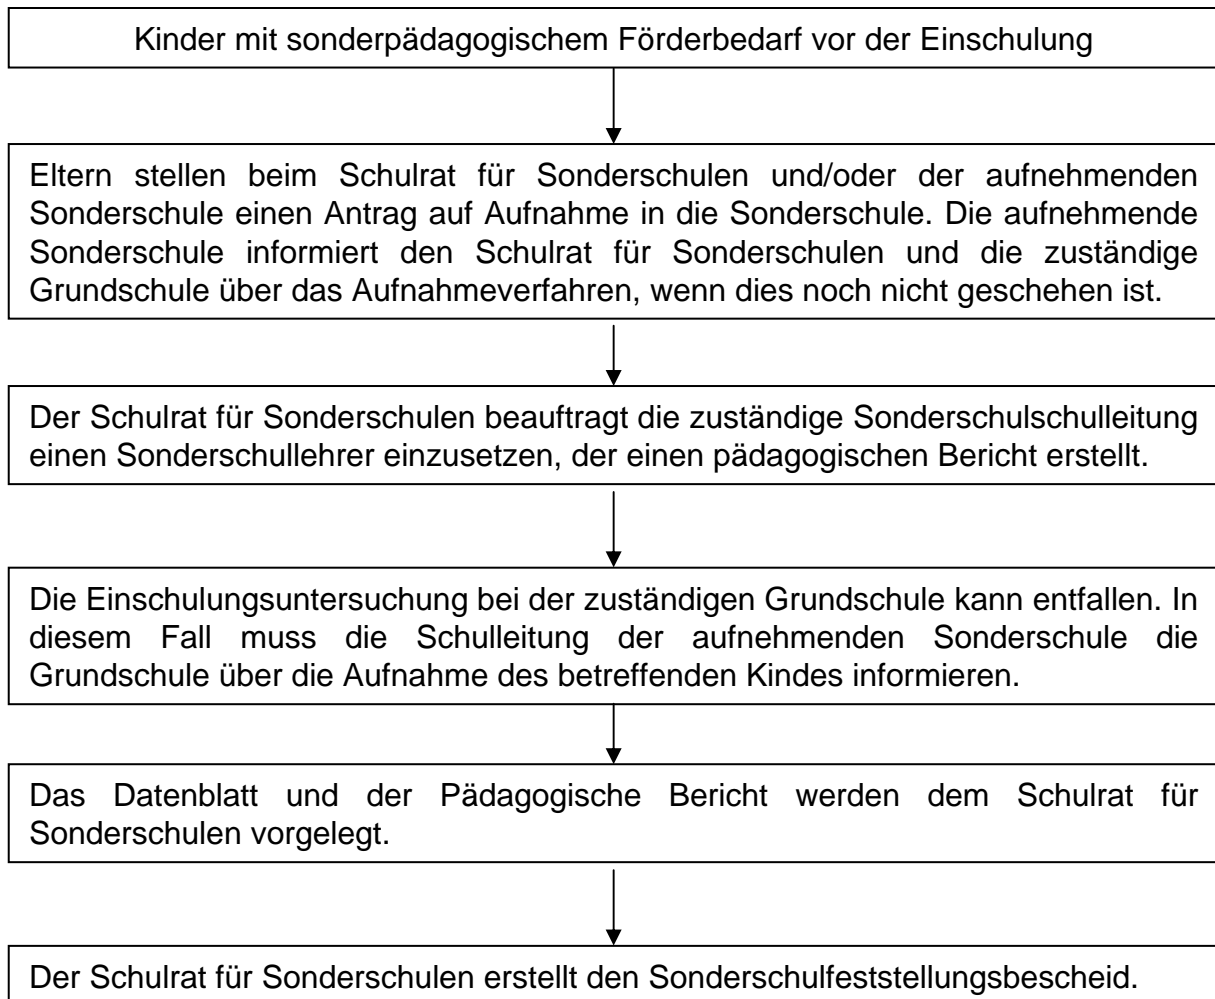 Kinder mit sonderpädagogischem Förderbedarf vor der Einschulung
Eltern stellen beim Schulrat für Sonderschulen und/oder der aufnehmenden
Sonderschule einen Antrag auf Aufnahme in die Sonderschule. Die aufnehmende
Sonderschule informiert den Schulrat für Sonderschulen und die zuständige
Grundschule über das Aufnahmeverfahren, wenn dies noch nicht geschehen ist.
Der Schulrat für Sonderschulen beauftragt die zuständige Sonderschulschulleitung
einen Sonderschullehrer einzusetzen, der einen pädagogischen Bericht erstellt.
Die Einschulungsuntersuchung bei der zuständigen Grundschule kann entfallen. In
diesem Fall muss die Schulleitung der aufnehmenden Sonderschule die
Grundschule über die Aufnahme des betreffenden Kindes informieren.
Das Datenblatt und der Pädagogische Bericht werden dem Schulrat für
Sonderschulen vorgelegt.
Der Schulrat für Sonderschulen erstellt den Sonderschulfeststellungsbescheid.